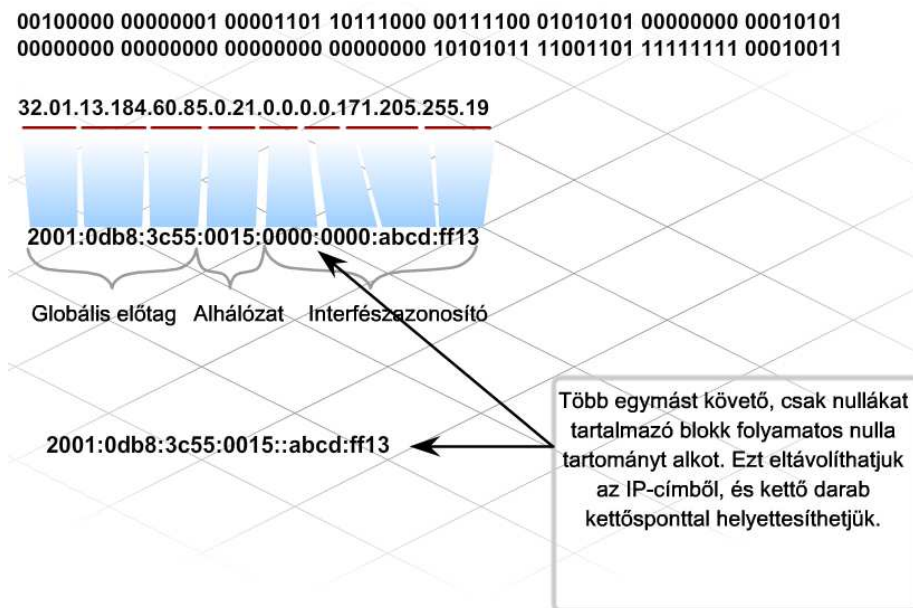 00100000 00000001 00001101 10111000 00111100 01010101 00000000 00010101
00000000 00000000 00000000 00000000 10101011 11001101 11111111 00010011
32.01.13.184.60.85.0.21.0.0.0.0.171.205.255.19
2001:0db8:3c55:0015:0000:0000:abcd:ff13
Globális előtag Alhálózat Interfészazonosító
2001:0db8:3c55:0015::abcd:ff13
Több egymást követő, csak nullákat
tartalmazó blokk folyamatos nulla
tartományt alkot. Ezt eltávolíthatjuk
az IP-címből, és kettő darab
kettősponttal helyettesíthetjük.